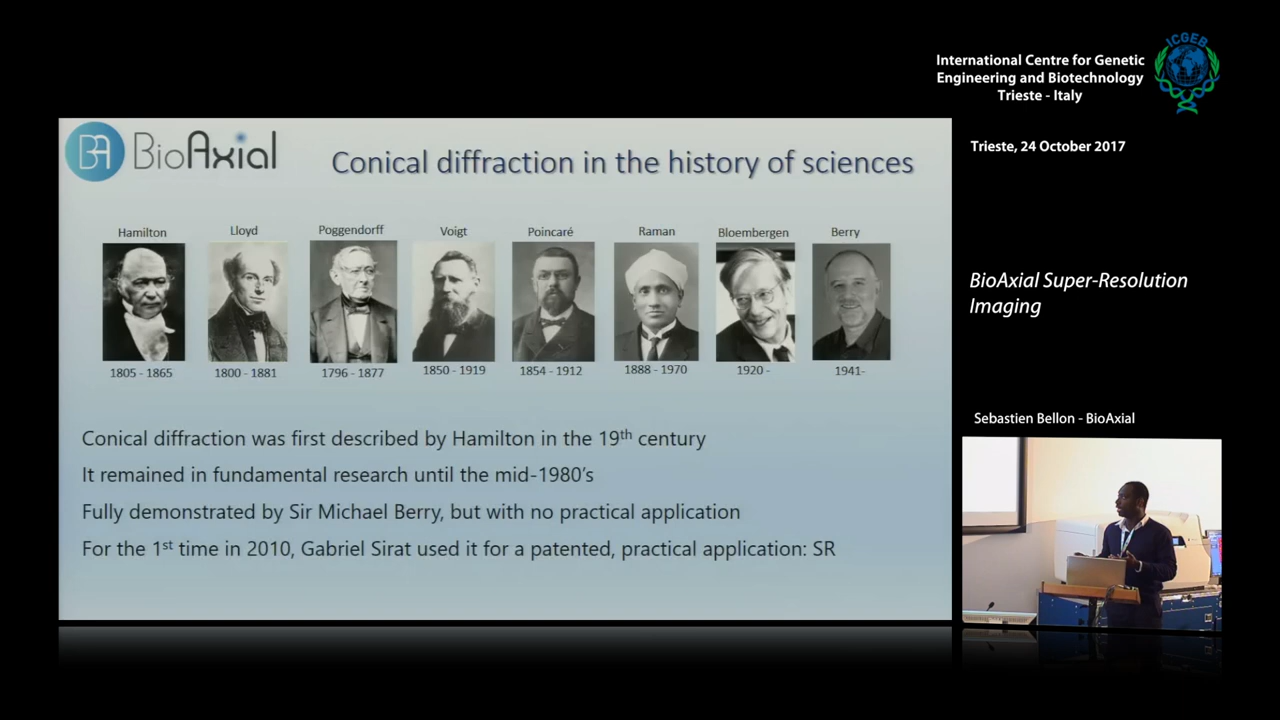 ICGEB
International Centre for Genetic
Engineering and Biotechnology
Trieste - Italy
Trieste, 24 October 2017
BA BioAxial
Conical diffraction in the history of sciences
Hamilton Lloyd Poggendorff Voigt Poincaré Raman Bloembergen Berry
1805 - 1865 1800 - 1881 1796 - 1877 1850 - 1919 1854 - 1912 1888 - 1970 1920 - 1941-
BioAxial Super-Resolution
Imaging
Conical diffraction was first described by Hamilton in the 19th century
It remained in fundamental research until the mid-1980's
Fully demonstrated by Sir Michael Berry, but with no practical application
For the 1st time in 2010, Gabriel Sirat used it for a patented, practical application: SR
Sebastien Bellon - BioAxial